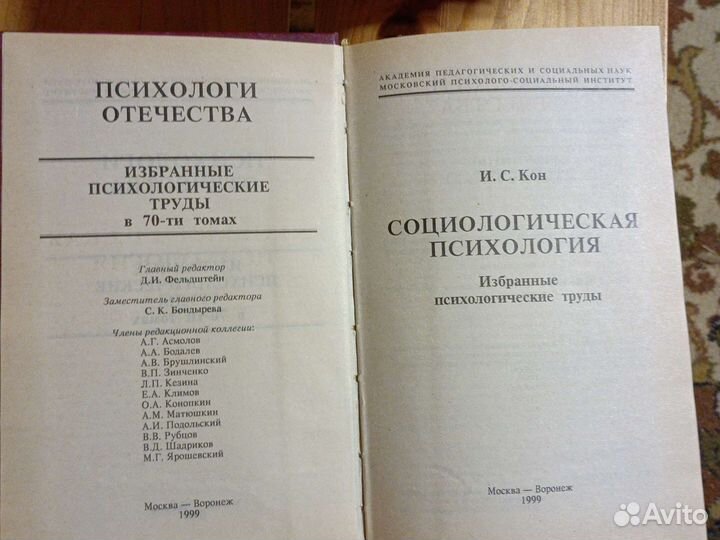 ПСИХОЛОГИ
ОТЕЧЕСТВА
ИЗБРАННЫЕ
ПСИХОЛОГИЧЕСКИЕ
ТРУДЫ
в 70-ти томах
Главный редактор
Д.И. Фельдштейн
Заместитель главного редактора
С. К. Бондырева
Члены редакционной коллегии:
А.Г. Асмолов
А.А. Бодалев
А.В. Брушлинский
В.П. Зинченко
Л.П. Кезина
Е.А. Климов
О.А. Конопкин
А.М. Матюшкин
А.И. Подольский
В.В. Рубцов
В.Д. Шадриков
М.Г. Ярошевский
Москва — Воронеж
1999
АКАДЕМИЯ ПЕДАГОГИЧЕСКИХ И СОЦИАЛЬНЫХ НАУК
МОСКОВСКИЙ ПСИХОЛОГО-СОЦИАЛЬНЫЙ ИНСТИТУТ
И. С. Кон
СОЦИОЛОГИЧЕСКАЯ
ПСИХОЛОГИЯ
Избранные
психологические труды
Москва — Воронеж
1999
Avito